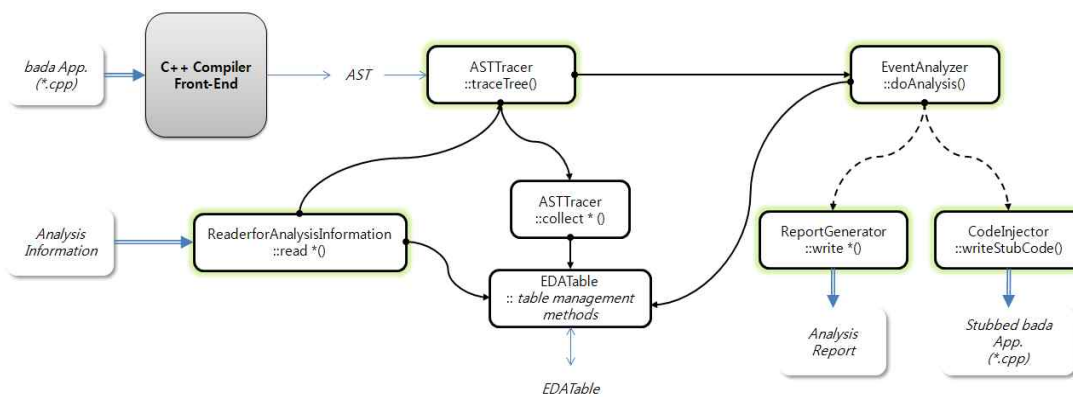 bada App.
(*.cpp)
C++ Compiler
Front-End
AST
ASTTracer
::traceTree()
EventAnalyzer
::doAnalysis()
Analysis
Information
ReaderforAnalysisInformation
::read *()
ASTTracer
::collect * ()
ReportGenerator
::write *()
CodeInjector
::writeStubCode()
EDATable
:: table management
methods
Analysis
Report
Stubbed bada
App.
(*.cpp)
EDATable